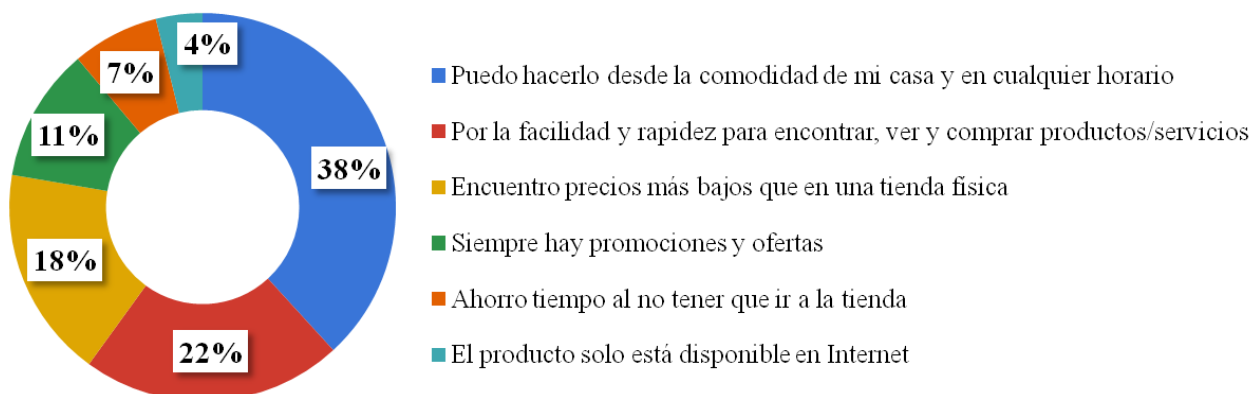 4%
7%
11%
38%
18%
22%
Puedo hacerlo desde la comodidad de mi casa y en cualquier horario
Por la facilidad y rapidez para encontrar, ver y comprar productos/servicios
Encuentro precios más bajos que en una tienda física
Siempre hay promociones y ofertas
Ahorro tiempo al no tener que ir a la tienda
El producto solo está disponible en Internet